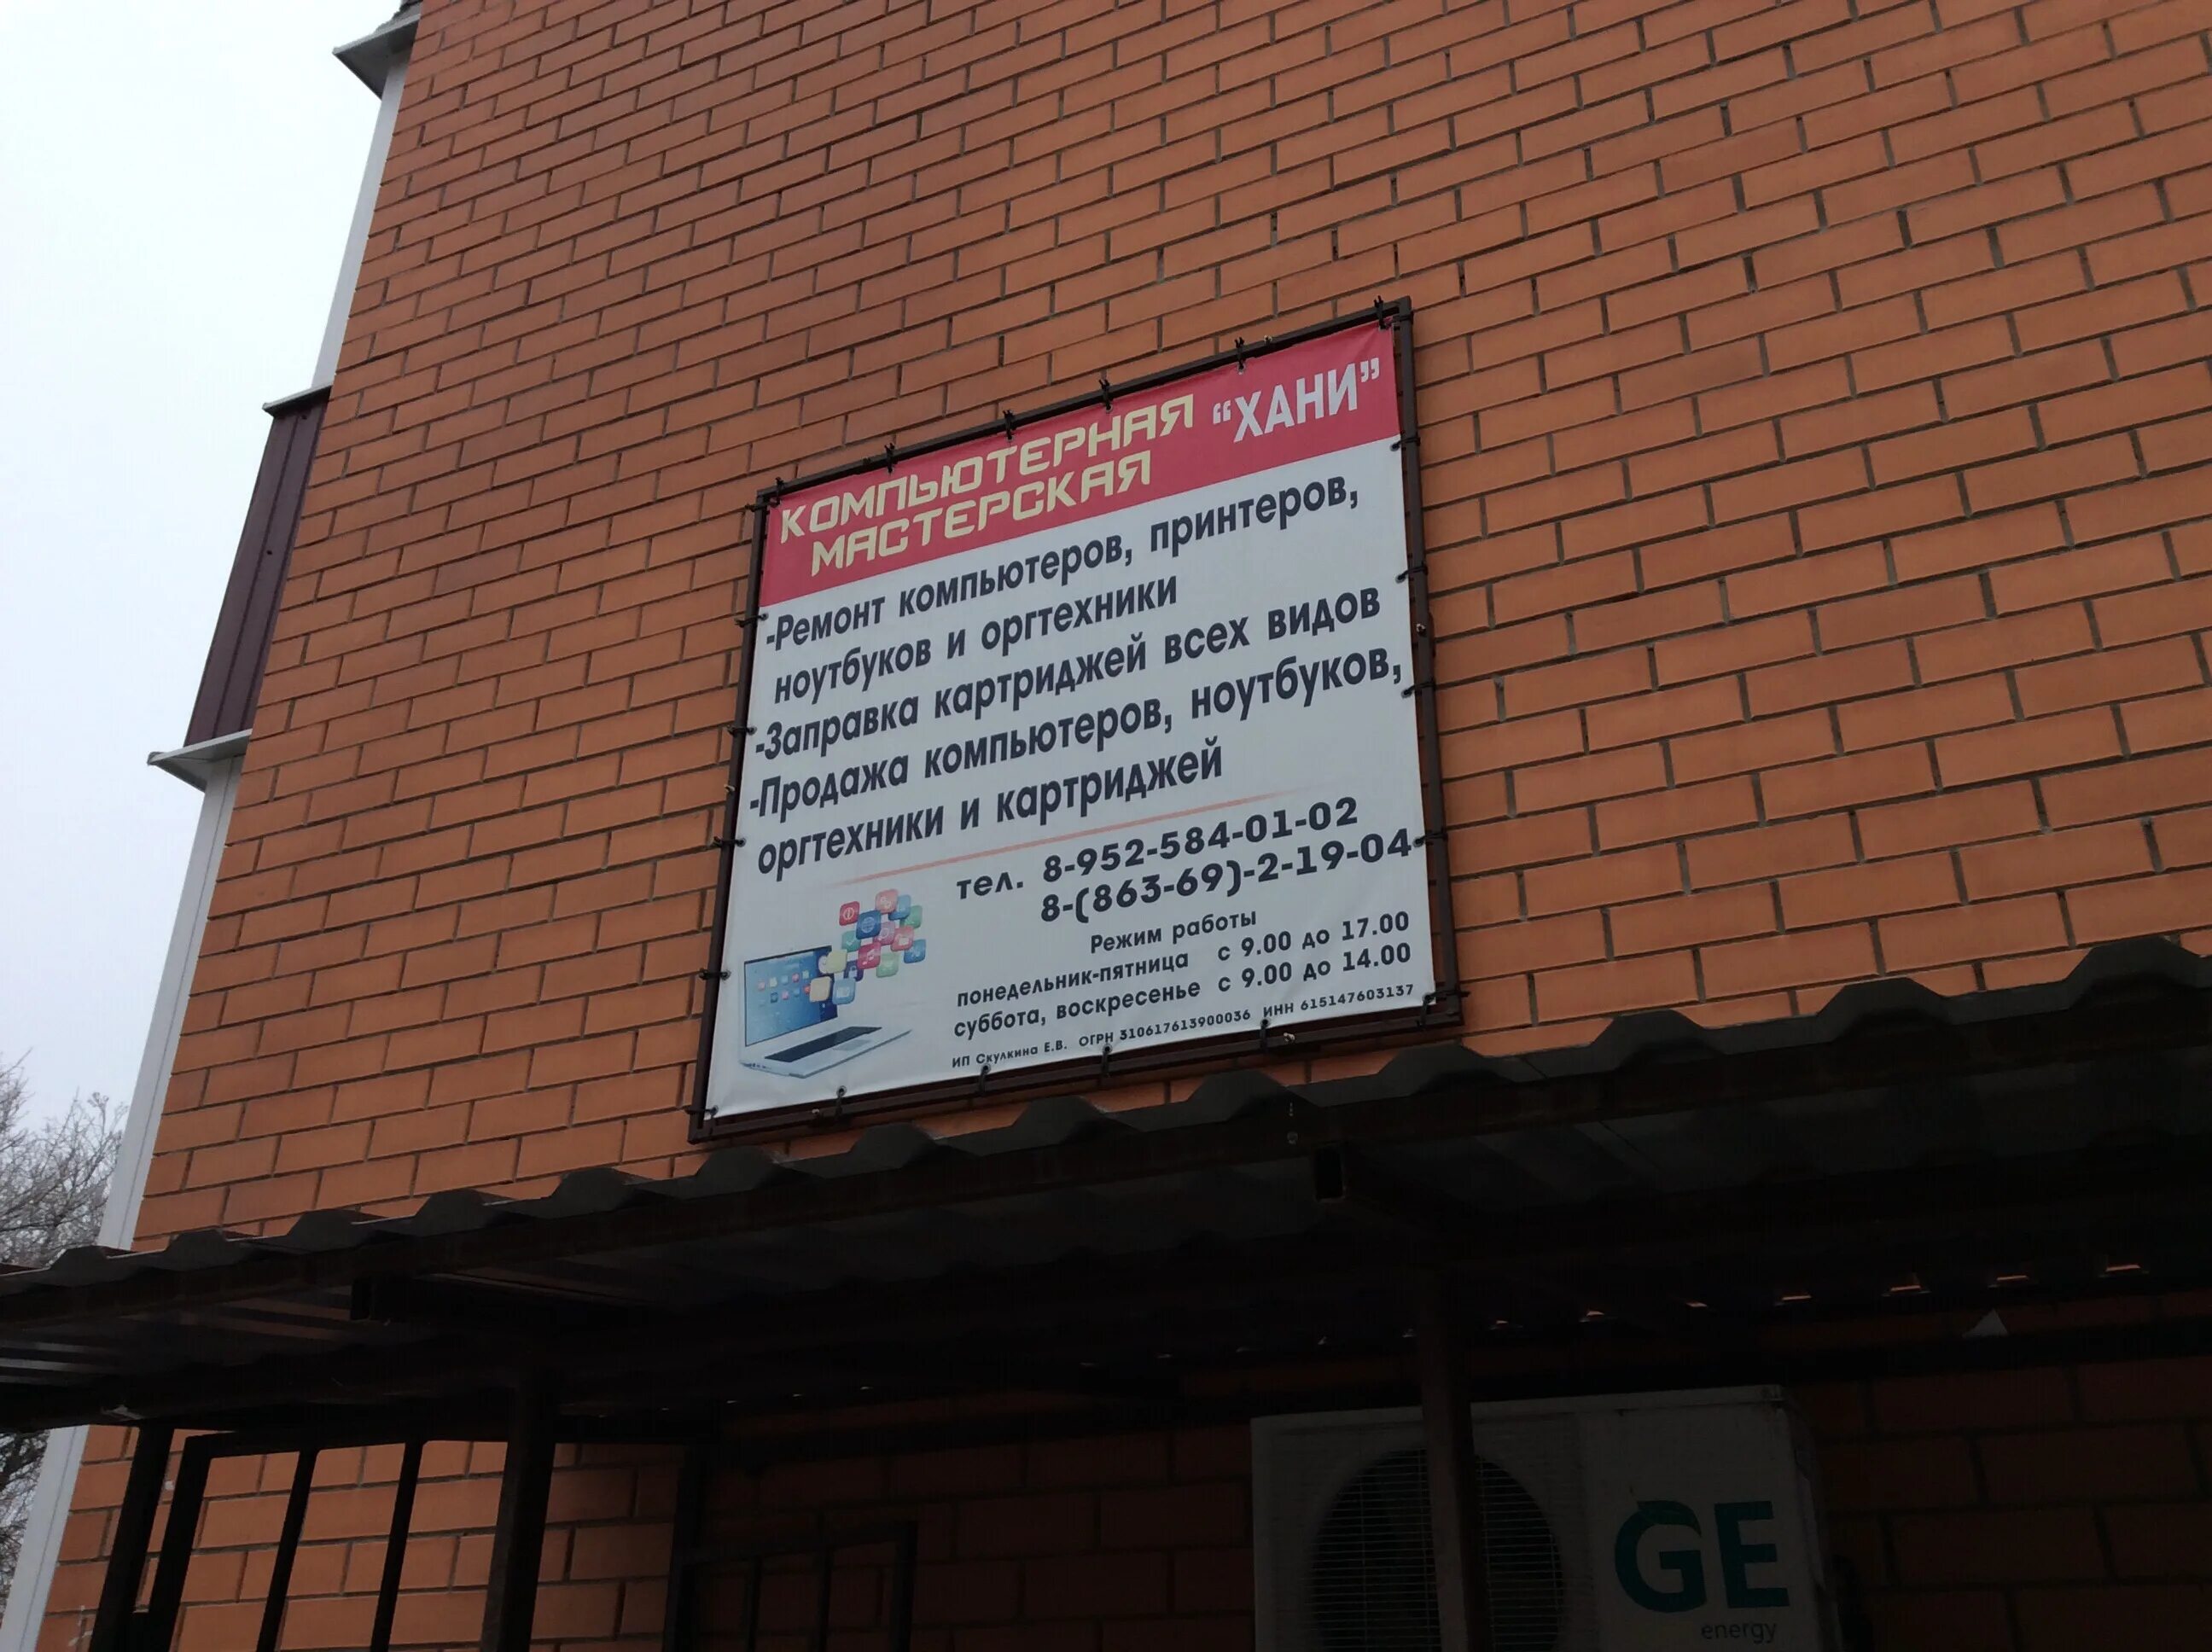 КОМПЬЮТЕРНАЯ
МАСТЕРСКАЯ
“ХАНИ”
-Ремонт компьютеров, принтеров,
ноутбуков и оргтехники
-Заправка картриджей всех видов
-Продажа компьютеров, ноутбуков,
оргтехники и картриджей
тел. 8-952-584-01-02
8-(863-69)-2-19-04
Режим работы
понедельник-пятница с 9.00 до 17.00
суббота, воскресенье с 9.00 до 14.00
ИП Скулкина Е.В. ОГРН 310617613900036 ИНН 615147603137
GE
energy